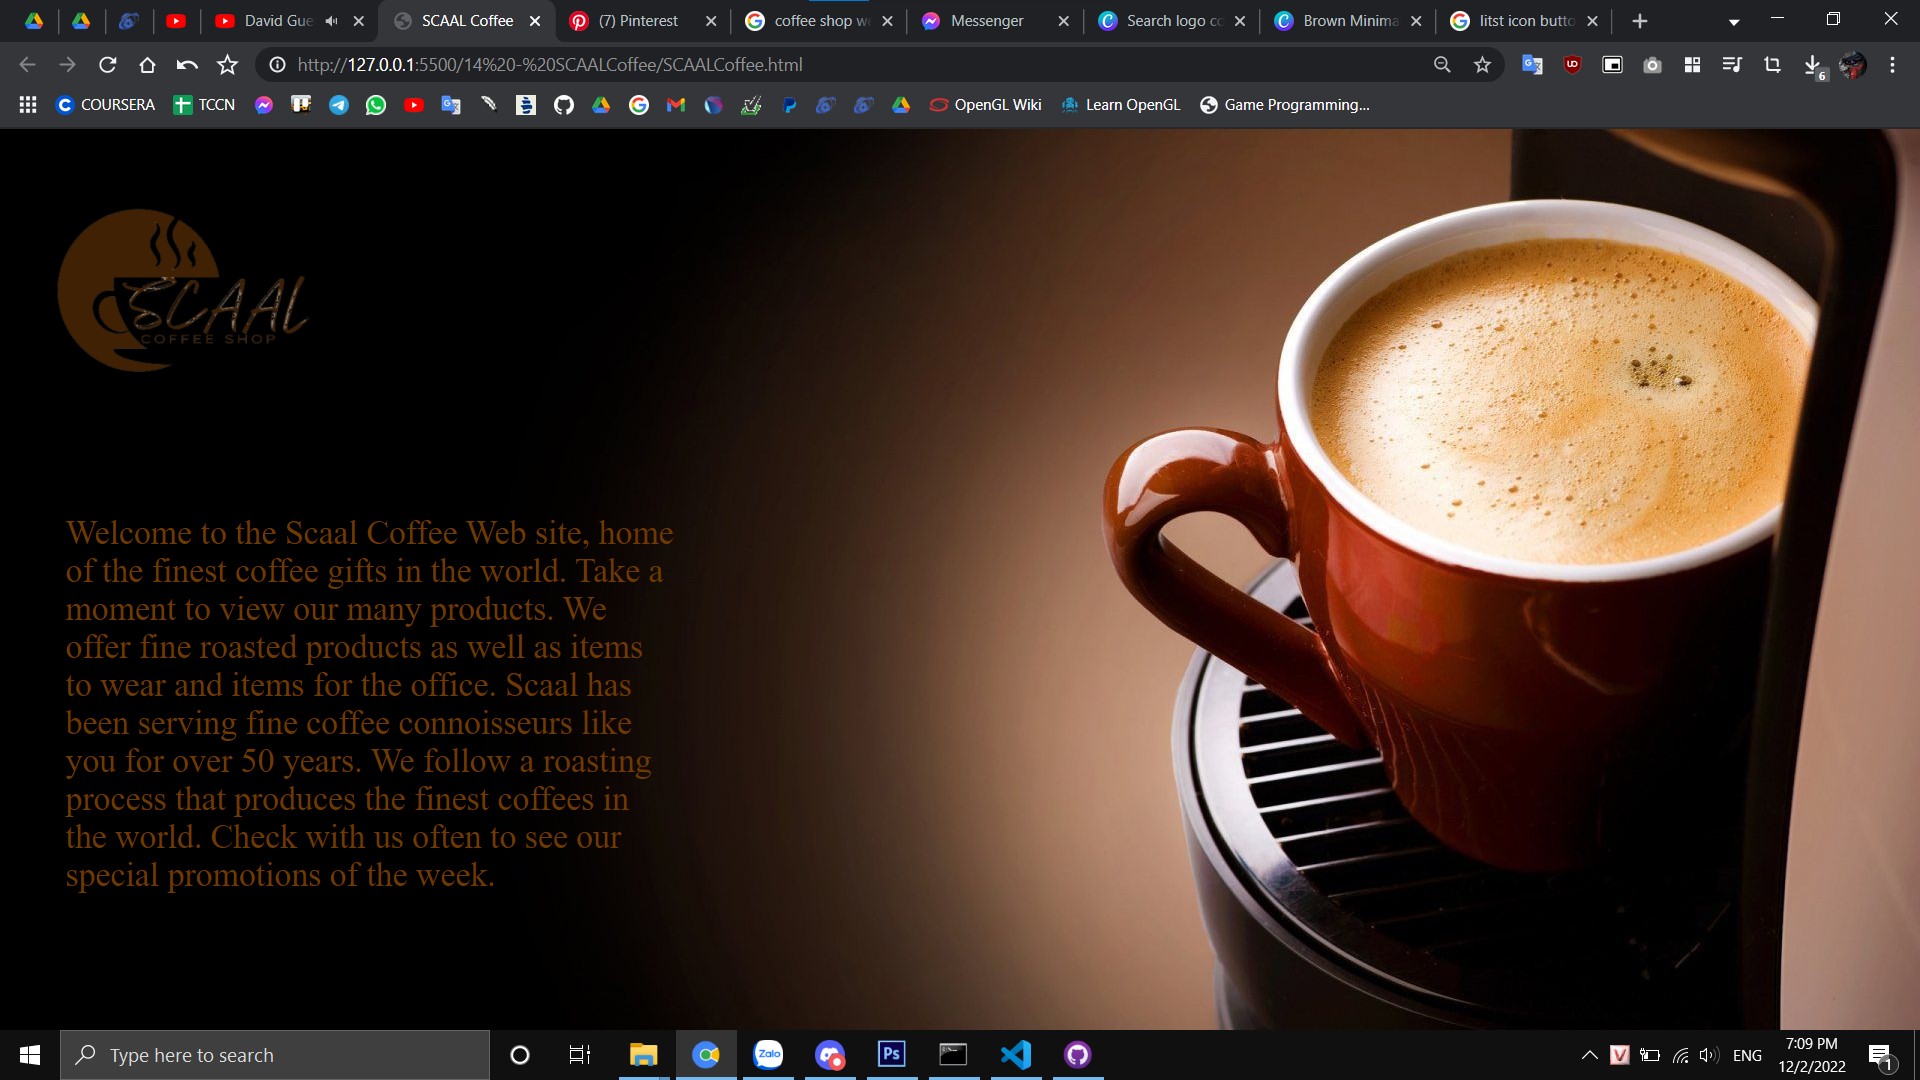 David Gue
SCAAL Coffee
(7) Pinterest
coffee shop we
Messenger
Search logo co
Brown Minima
litst icon butto
http://127.0.0.1:5500/14%20-%20SCAALCoffee/SCAALCoffee.html
6
COURSERA
TCCN
OpenGL Wiki
Learn OpenGL
Game Programming...
SCAAL
COFFEE SHOP
Welcome to the Scaal Coffee Web site, home
of the finest coffee gifts in the world. Take a
moment to view our many products. We
offer fine roasted products as well as items
to wear and items for the office. Scaal has
been serving fine coffee connoisseurs like
you for over 50 years. We follow a roasting
process that produces the finest coffees in
the world. Check with us often to see our
special promotions of the week.
Type here to search
Zalo
Ps
V
ENG
7:09 PM
12/2/2022
1